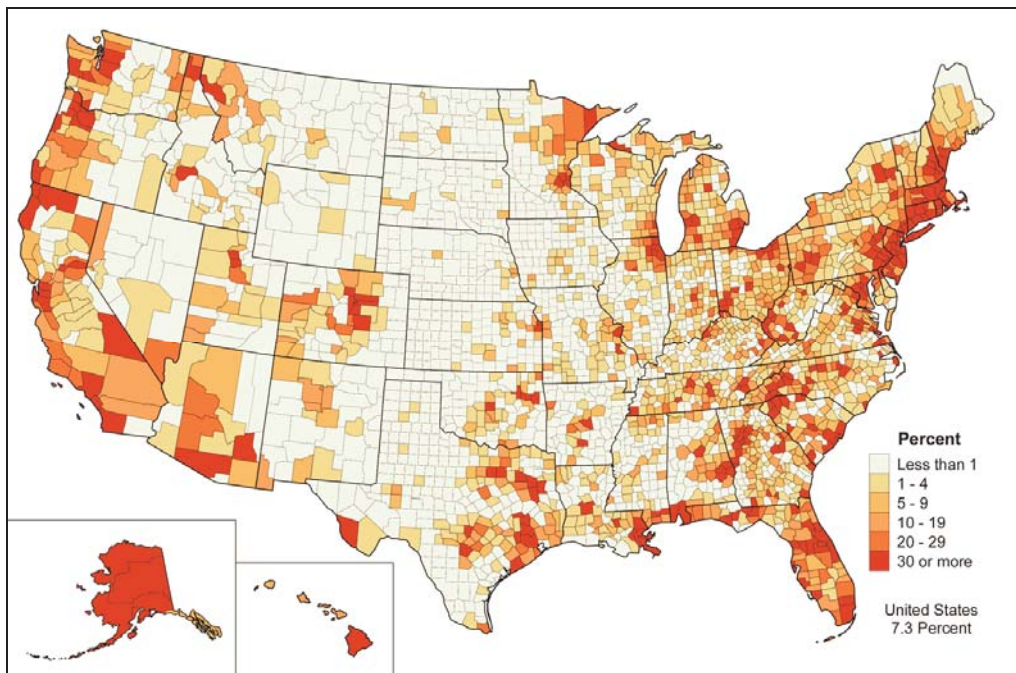 Percent
Less than 1
1 - 4
5 - 9
10 - 19
20 - 29
30 or more
United States
7.3 Percent